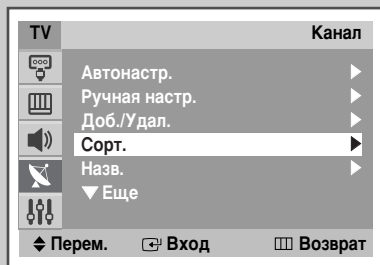 TV Канал
Автонастр.
Ручная настр.
Доб./Удал.
Сорт.
Назв.
Еще
Перем. Вход Возврат